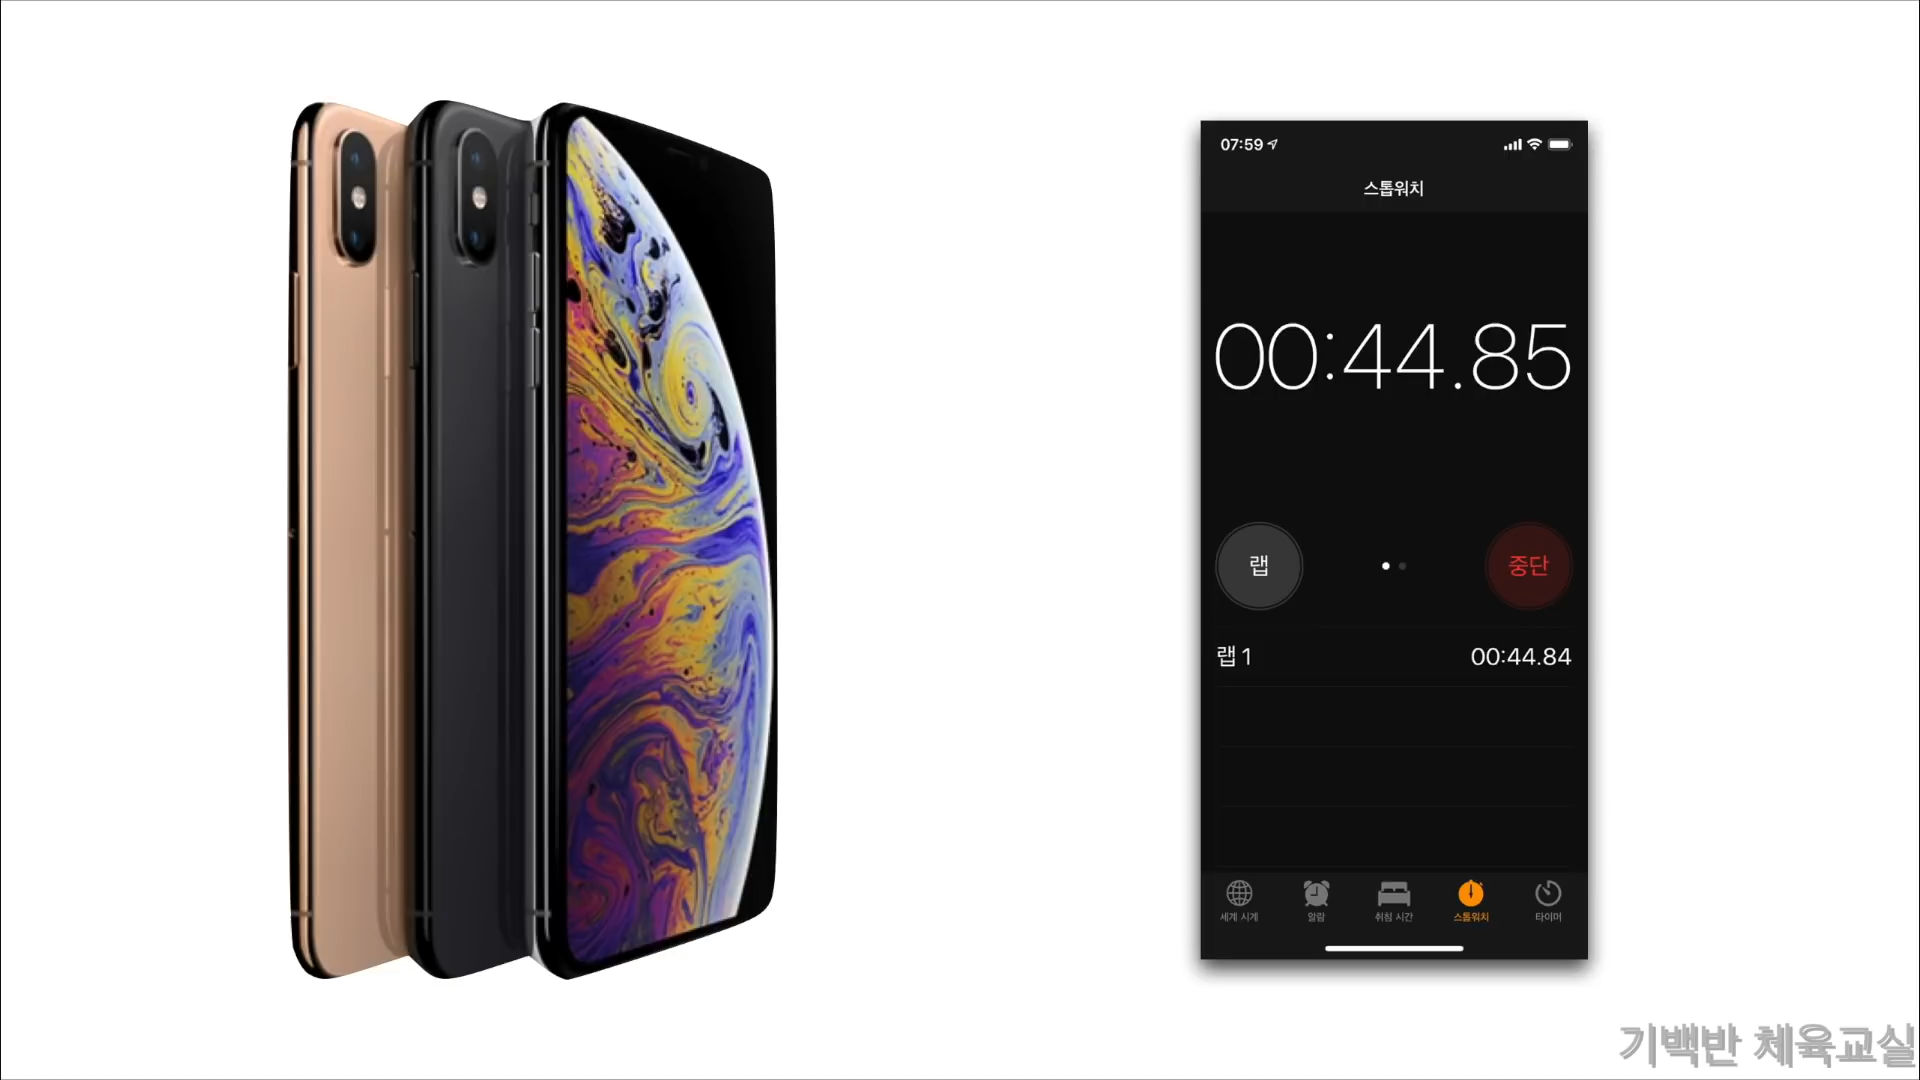 07:59
스톱워치
00:44.85
랩
중단
랩 1 00:44.84
세계 시계 알람 취침 시간 스톱워치 타이머
기백반 체육교실